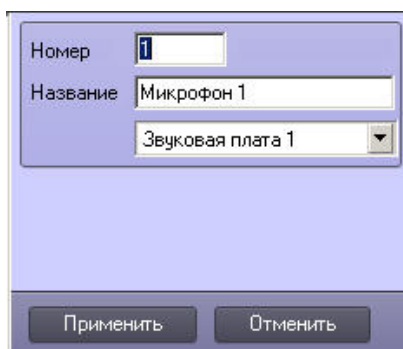 Номер 1
Название Микрофон 1
Звуковая плата 1
Применить Отменить